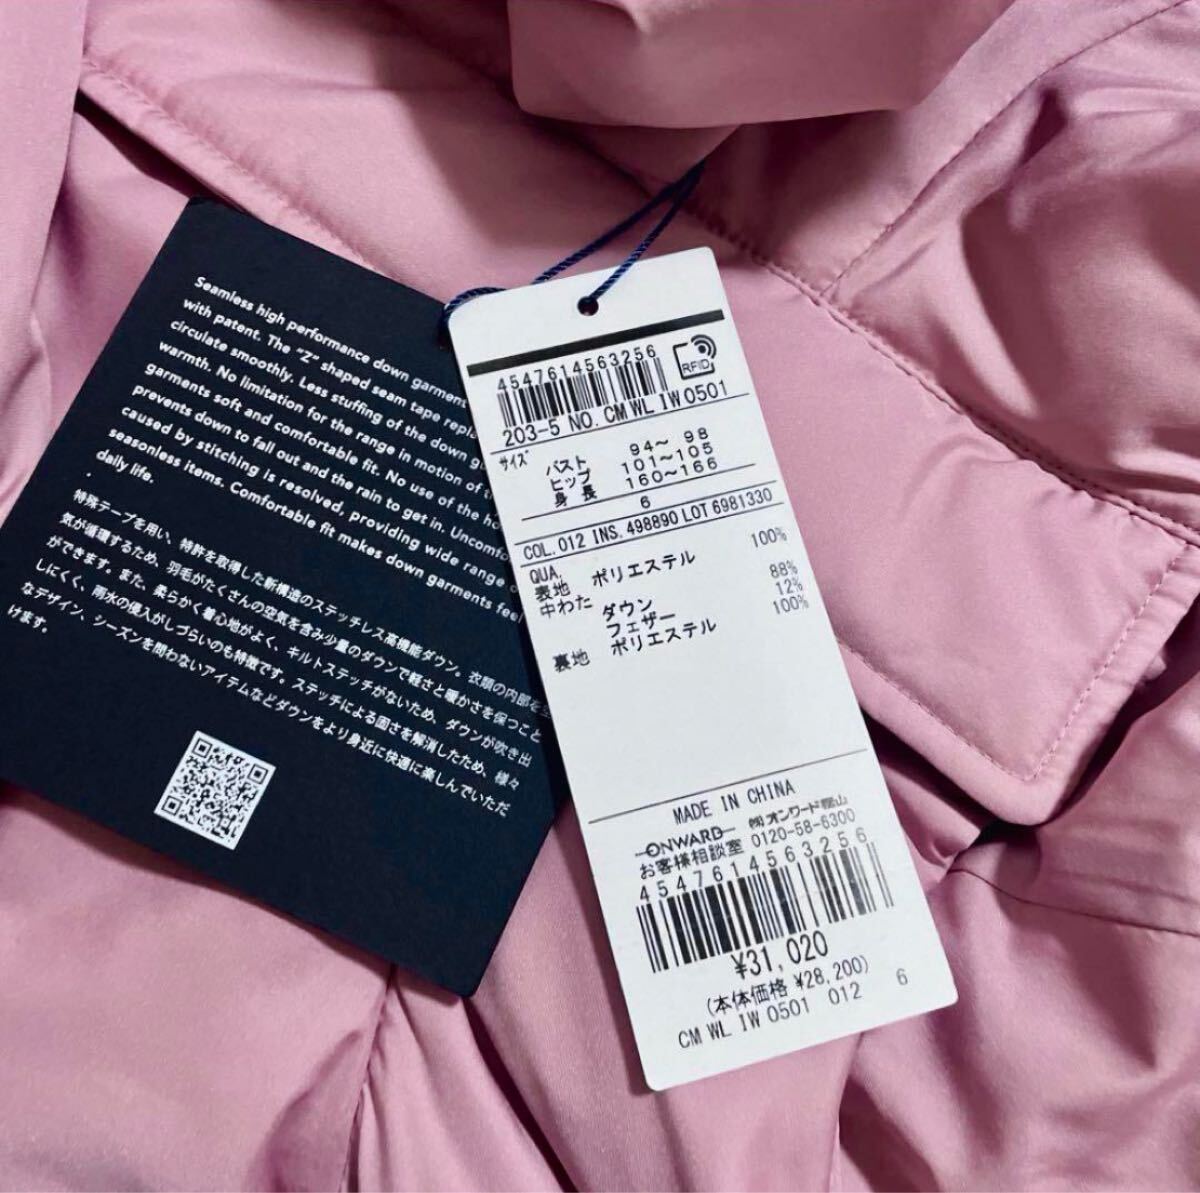 Seamless high performance down garment
with patent. The "Z" shaped seam tape
circulate smoothly. Less stuffing of the down
warmth. No limitation for the range in motion of
garments soft and comfortable fit. No use of the
prevents down to fall out and the rain to get in.
caused by stitching is resolved, providing wide range
seasonless items. Comfortable fit makes down garments feel
daily life.
特殊テープを用い、特許を取得した新構造のステッチレス高機能ダウン。衣類の内部を
気が循環するため、羽毛がたくさんの空気を含み少量のダウンで軽さと暖かさを保つこと
ができます。また、柔らかく着心地がよく、キルトステッチがないため、ダウンが吹き出
しにくく、雨水の侵入がしづらいのも特徴です。ステッチによる固さを解消したため、様々
なデザイン、シーズンを問わないアイテムなどダウンをより身近に快適に楽しんでいただ
けます。
4547614563256
RFID
203-5 NO. CMWL IW0501
サイズ
バスト 94〜 98
ヒップ 101〜105
身長 160〜166
6
COL. 012 INS. 498890 LOT 6981330
QUA.
表地 ポリエステル 100%
中わた ダウン 88%
フェザー 12%
裏地 ポリエステル 100%
MADE IN CHINA
ONWARD ㈱オンワード樫山
お客様相談室 0120-58-6300
4547614563256
¥31,020
(本体価格 ¥28,200)
CM WL IW 0501 012 6